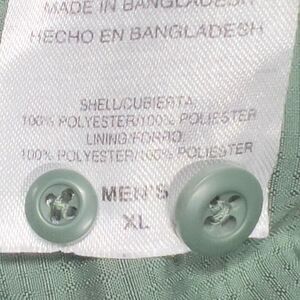 MADE IN BANGLADESH
HECHO EN BANGLADESH
SHELL/CUBIERTA:
100% POLYESTER/100% POLIESTER
LINING/FORRO:
100% POLYESTER/100% POLIESTER
MEN'S
XL